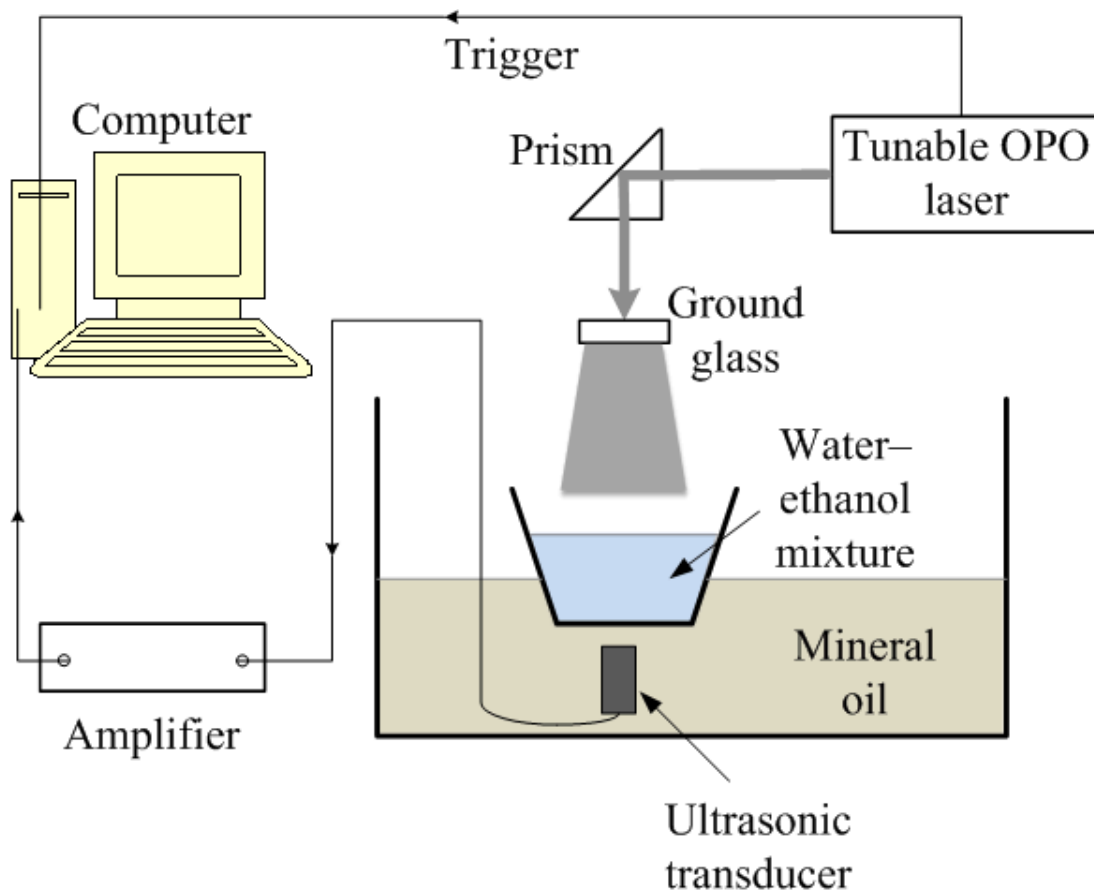 Trigger
Computer
Prism
Tunable OPO
laser
Ground
glass
Water–
ethanol
mixture
Mineral
oil
Amplifier
Ultrasonic
transducer